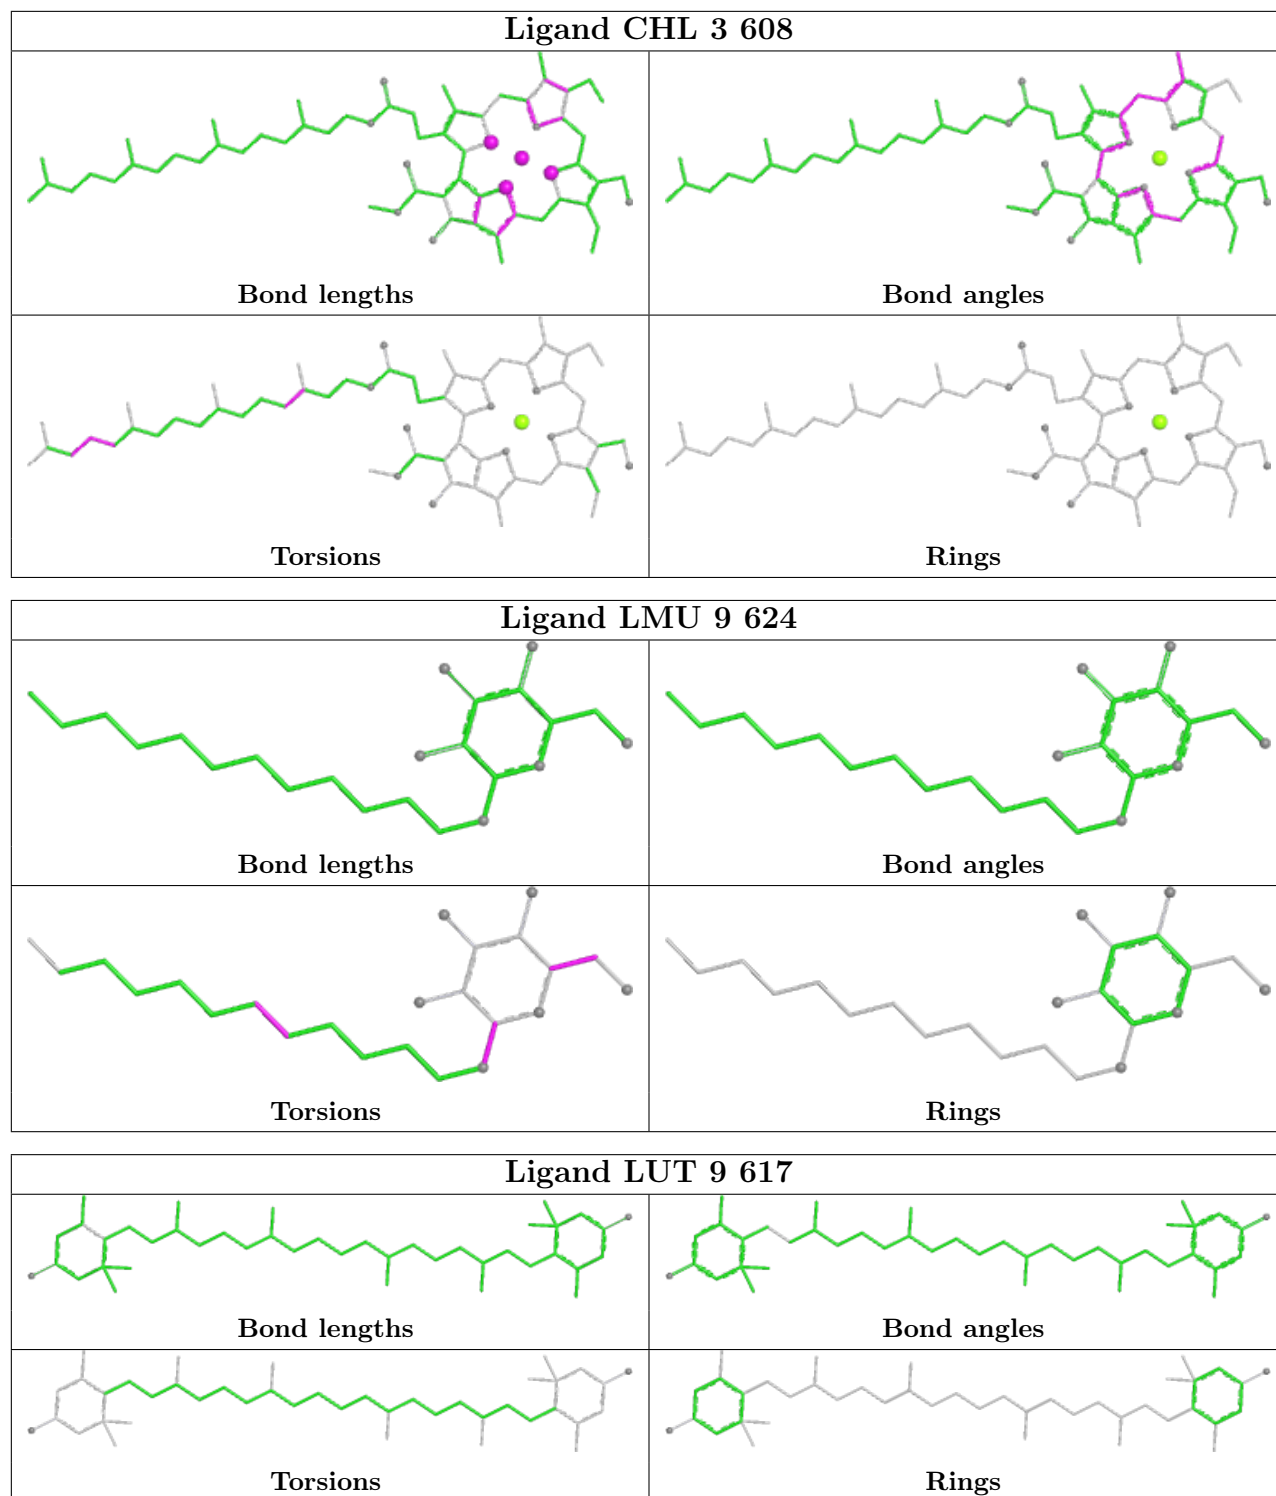 Ligand CHL 3 608
Bond lengths
Bond angles
Torsions
Rings
Ligand LMU 9 624
Bond lengths
Bond angles
Torsions
Rings
Ligand LUT 9 617
Bond lengths
Bond angles
Torsions
Rings